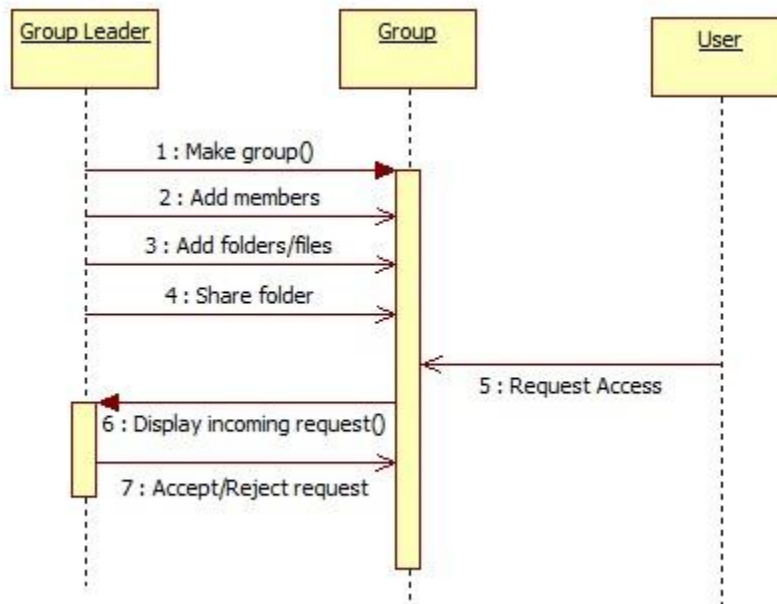 Group Leader
Group
User
1 : Make group()
2 : Add members
3 : Add folders/files
4 : Share folder
5 : Request Access
6 : Display incoming request()
7 : Accept/Reject request